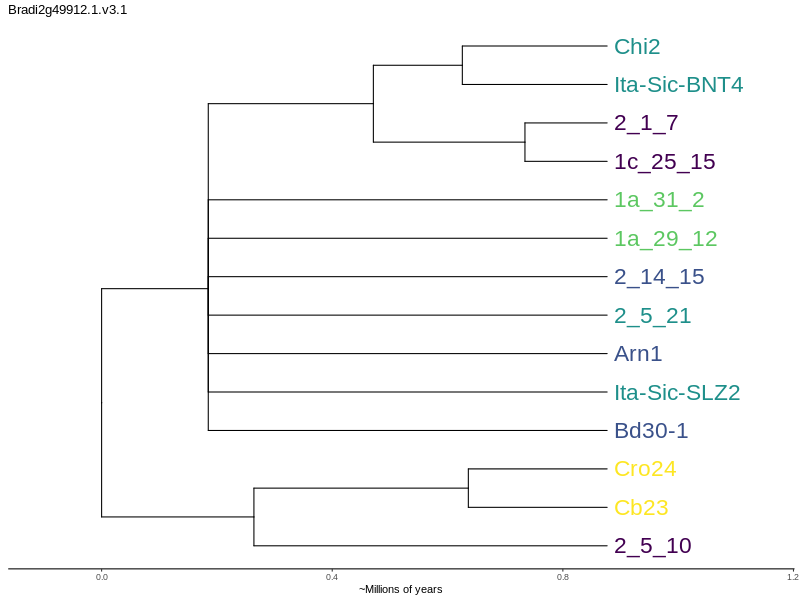 Bradi2g49912.1.v3.1
Chi2
Ita-Sic-BNT4
2_1_7
1c_25_15
1a_31_2
1a_29_12
2_14_15
2_5_21
Arn1
Ita-Sic-SLZ2
Bd30-1
Cro24
Cb23
2_5_10
0.0 0.4 0.8 1.2
~Millions of years